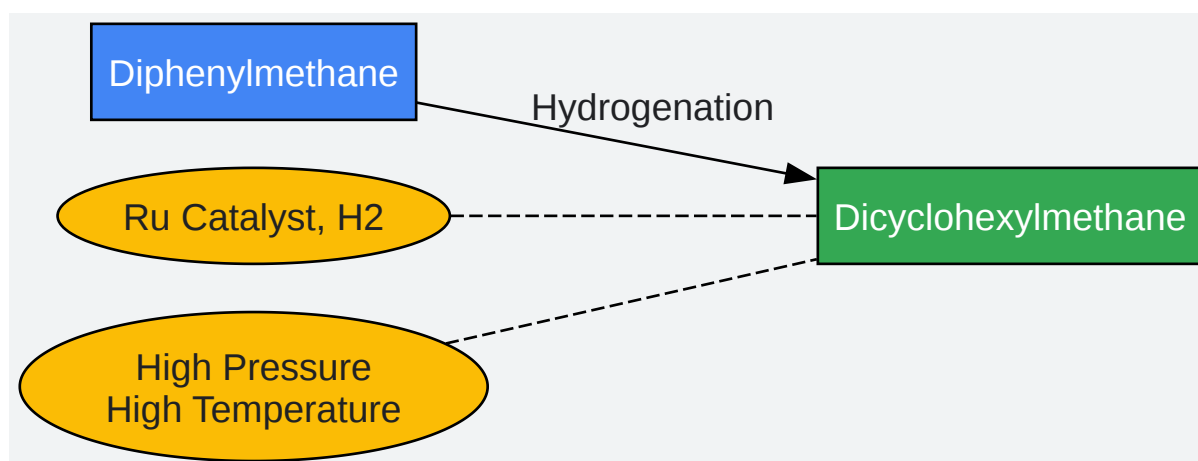 Diphenylmethane
Hydrogenation
Ru Catalyst, H2
Dicyclohexylmethane
High Pressure
High Temperature